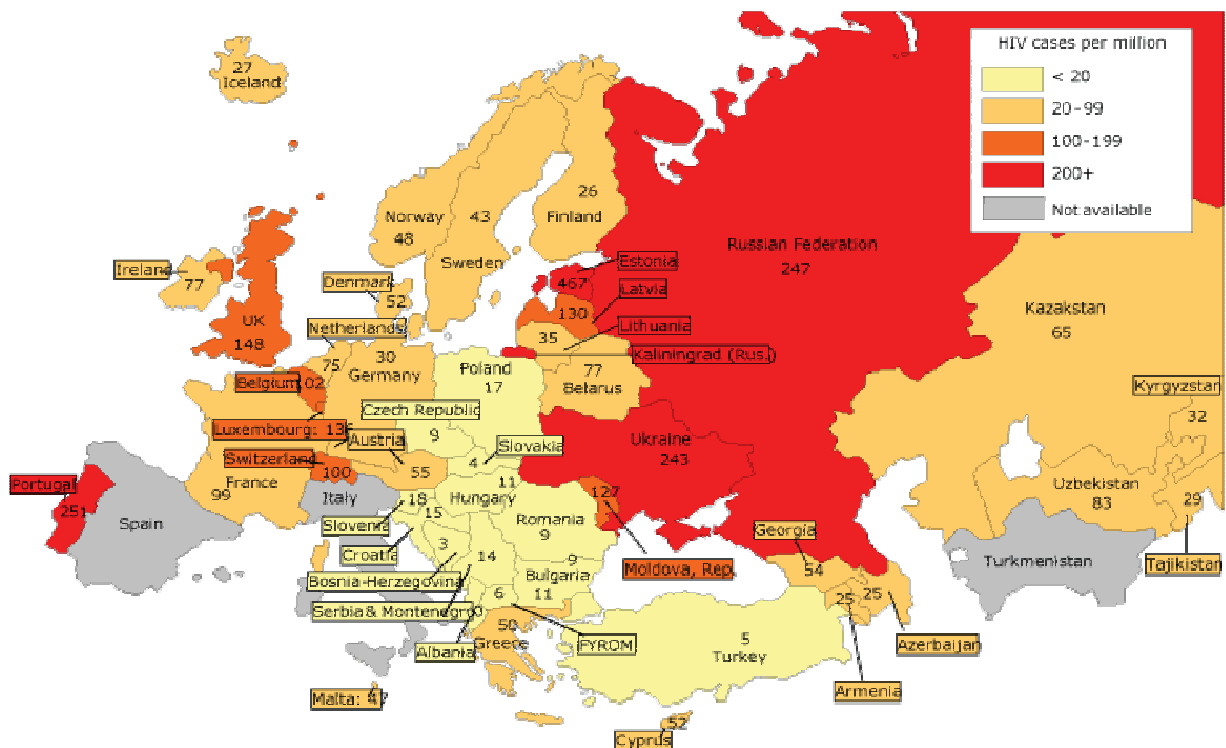 HIV cases per million
< 20
20-99
100-199
200+
Not available
27
Iceland
26
Finland
43
Sweden
Norway
48
Russian Federation
247
Ireland
77
UK
148
Denmark
52
Netherlands
75
30
Germany
Estonia
467
Latvia
130
Lithuania
35
Kaliningrad (Rus.)
77
Belarus
Poland
17
Kazakstan
65
Kyrgyzstan
32
Belgium
Luxembourg:
Czech Republic
9
Austria
55
Slovakia
4
Ukraine
243
Switzerland
100
France
99
Portugal
251
Spain
Italy
11
Hungary
18
Slovenia
15
Croatia
127
Moldova, Rep.
Romania
9
Uzbekistan
83
29
Tajikistan
Turkmenistan
Georgia
54
3
Bosnia-Herzegovina
14
Serbia & Montenegro
9
Bulgaria
11
6
FYROM
Albania
50
Greece
5
Turkey
25
25
Azerbaijan
Armenia
Malta:
52
Cyprus